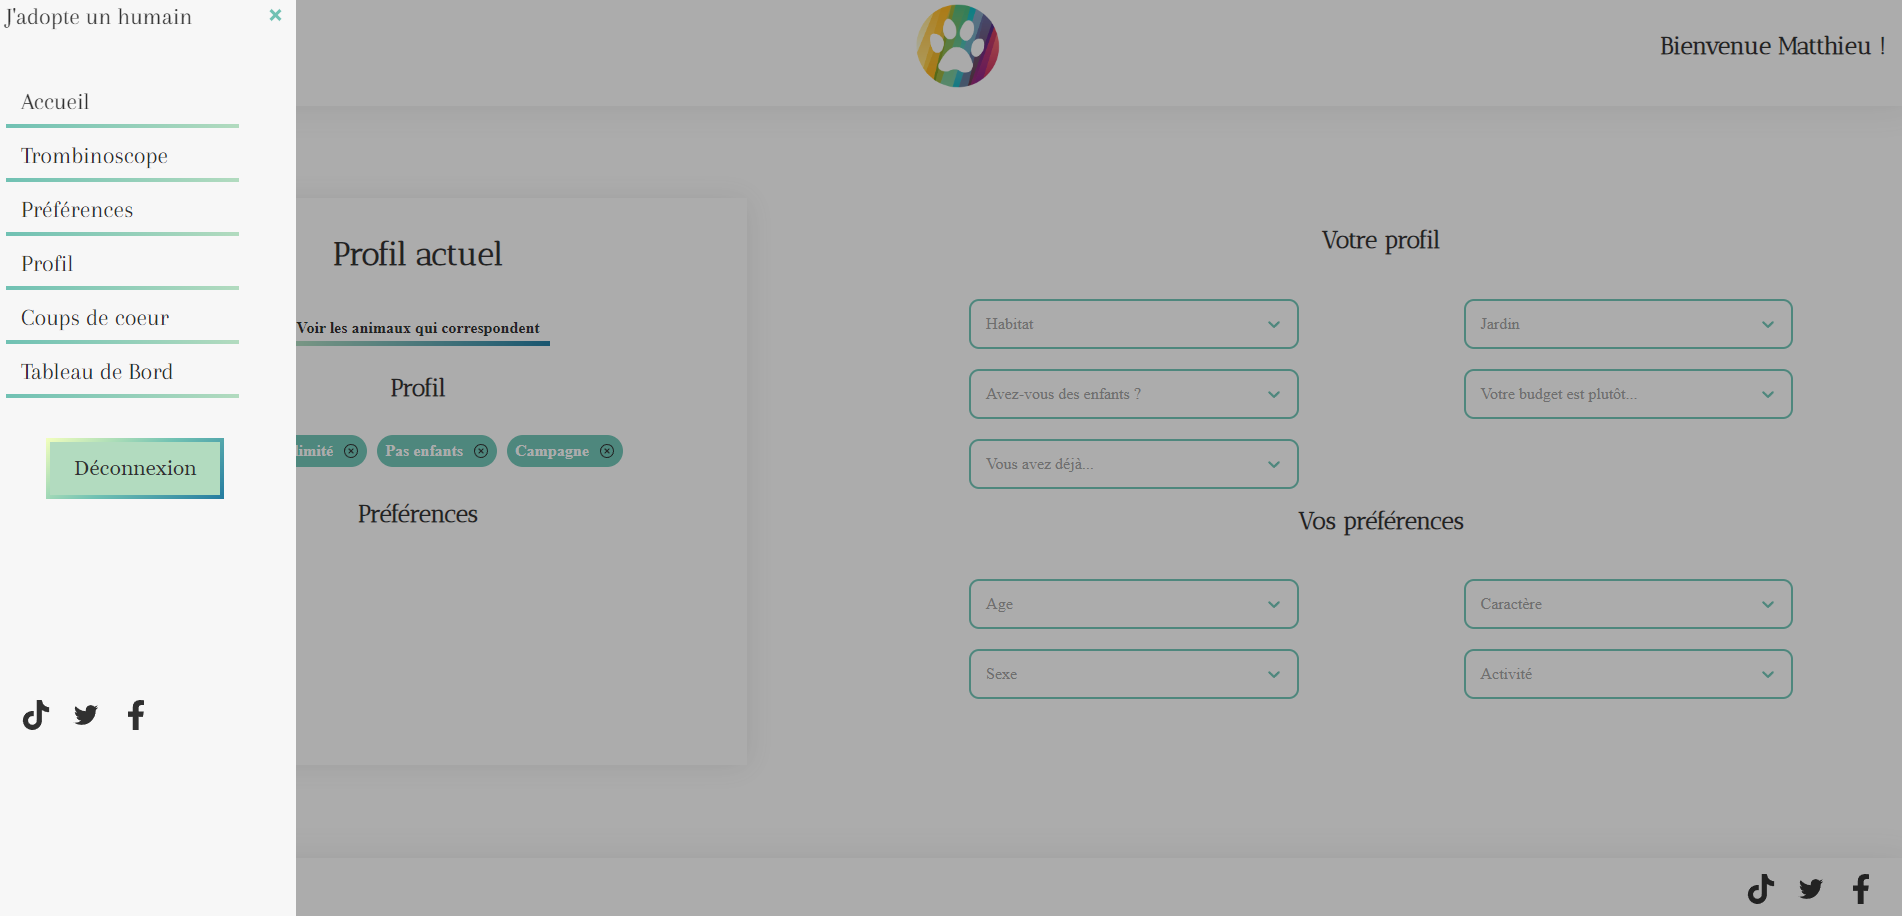 J'adopte un humain
Accueil
Trombinoscope
Préférences
Profil
Coups de coeur
Tableau de Bord
Déconnexion
Bienvenue Matthieu !
Profil actuel
Voir les animaux qui correspondent
Profil
Pas enfants
Campagne
Préférences
Votre profil
Habitat
Jardin
Avez-vous des enfants ?
Votre budget est plutôt...
Vous avez déjà...
Vos préférences
Age
Caractère
Sexe
Activité